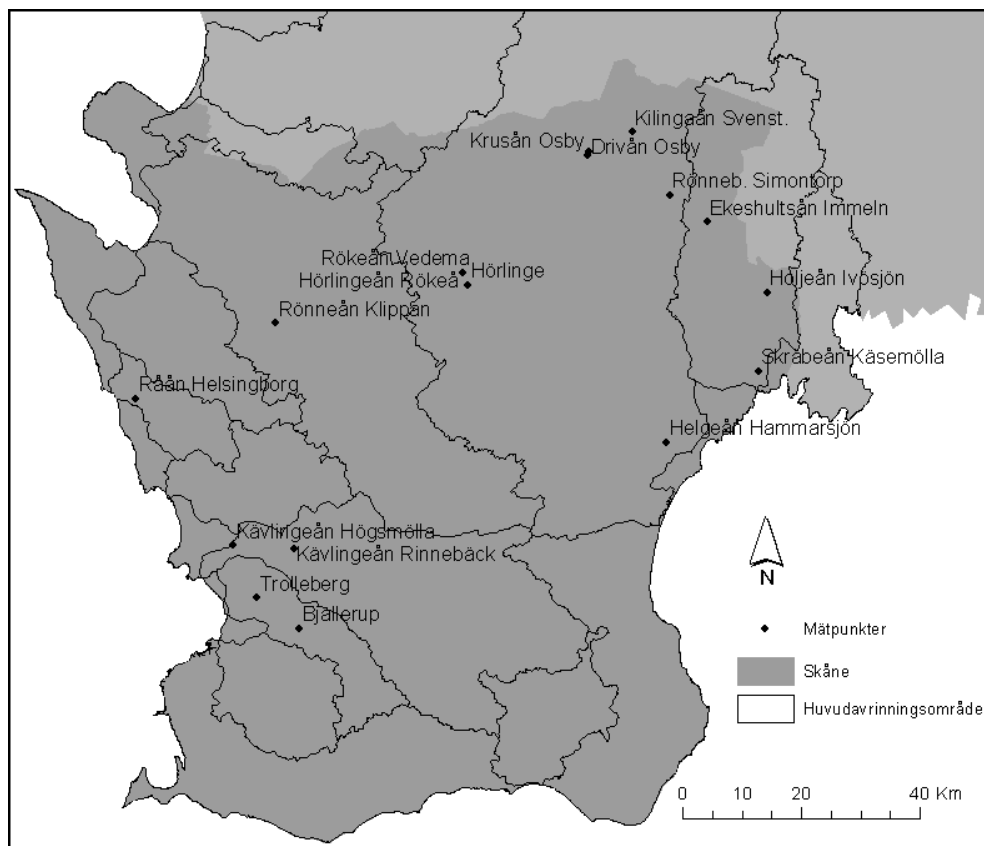 Kilingaån Svenst.
Krusån Osby
Drivån Osby
Rönneb. Simontorp
Ekeshultsån Immeln
Rökeån Vedema
Hörlinge
Hörlingeån Rökeå
Höljeån Ivösjön
Rönneån Klippan
Skräbeån Käsemölla
Råån Helsingborg
Helgeån Hammarsjön
Kävlingeån Högsmölla
Kävlingeån Rinnebäck
Trolleberg
Bjällerup
N
Mätpunkter
Skåne
Huvudavrinningsområde
0 10 20 40 Km